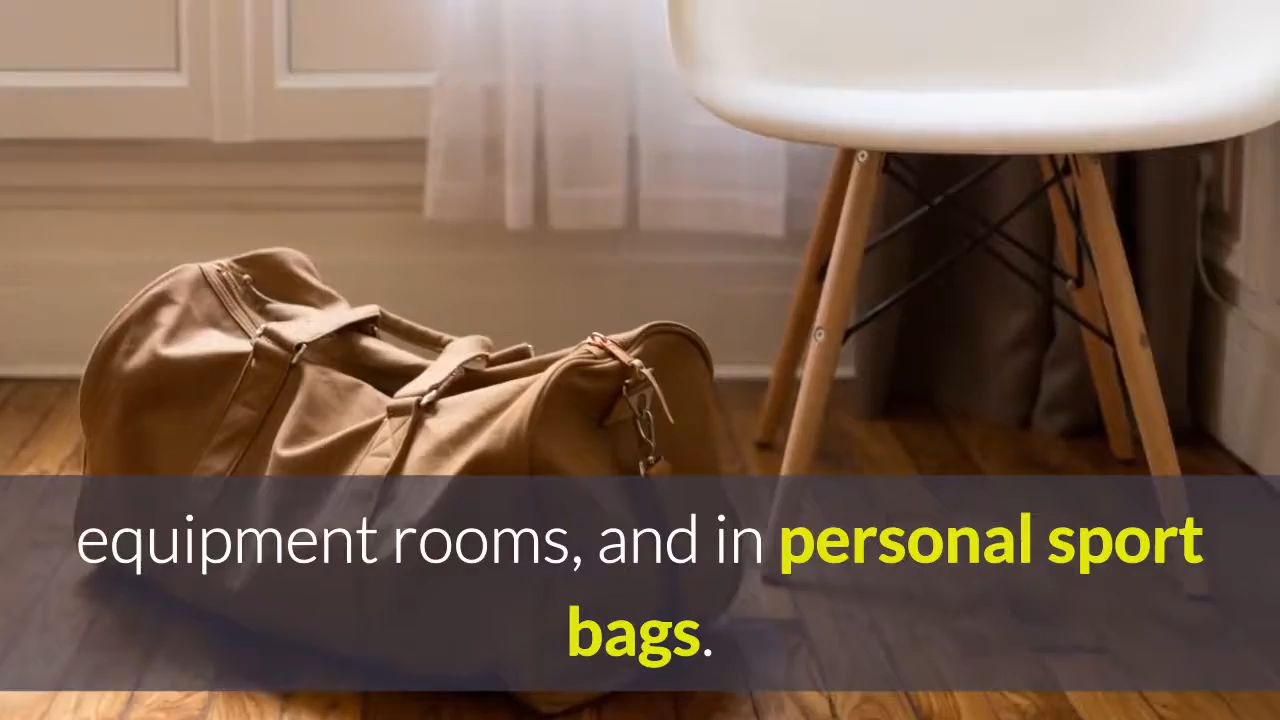 equipment rooms, and in personal sport
bags.